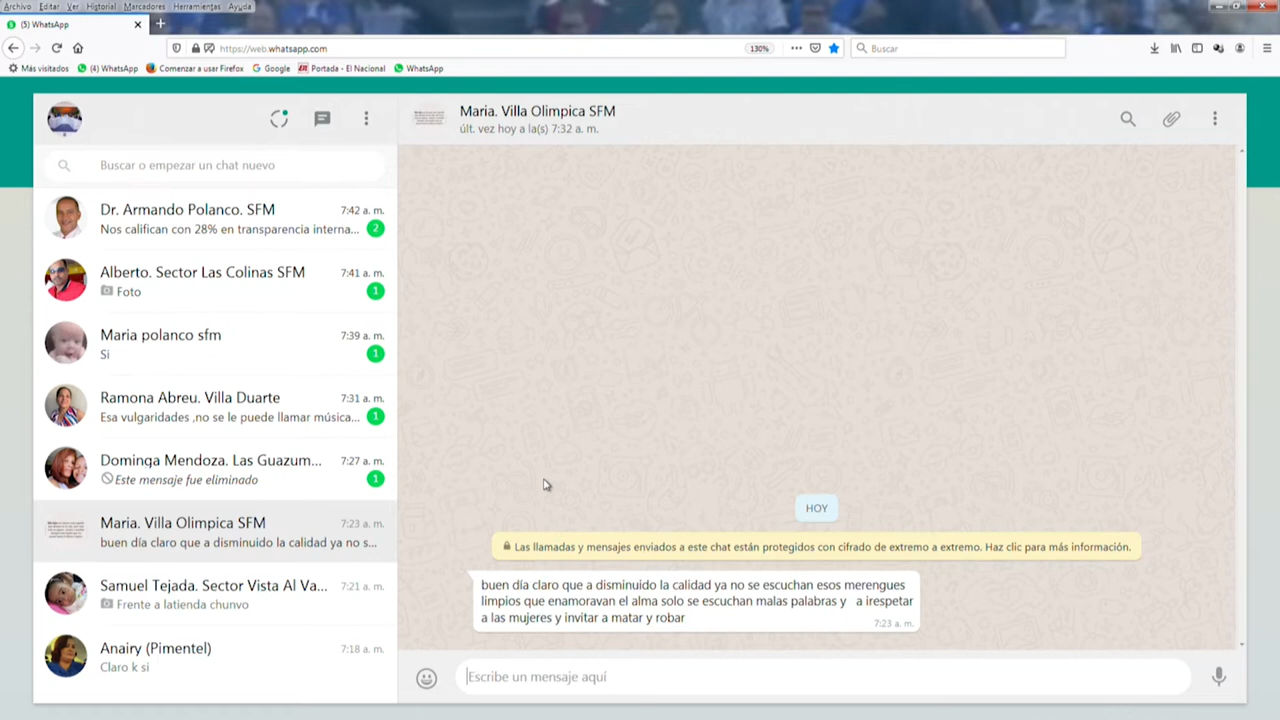 Archivo Editar Ver Historial Marcadores Herramientas Ayuda
(5) WhatsApp
https://web.whatsapp.com
130%
Buscar
Más visitados
(4) WhatsApp
Comenzar a usar Firefox
Google
Portada - El Nacional
WhatsApp
Buscar o empezar un chat nuevo
Dr. Armando Polanco. SFM
7:42 a. m.
Nos califican con 28% en transparencia interna...
2
Alberto. Sector Las Colinas SFM
7:41 a. m.
Foto
1
Maria polanco sfm
7:39 a. m.
Si
1
Ramona Abreu. Villa Duarte
7:31 a. m.
Esa vulgaridades ,no se le puede llamar música...
1
Dominga Mendoza. Las Guazum...
7:27 a. m.
Este mensaje fue eliminado
1
Maria. Villa Olimpica SFM
7:23 a. m.
buen día claro que a disminuido la calidad ya no s...
Samuel Tejada. Sector Vista Al Va...
7:21 a. m.
Frente a latienda chunvo
Anairy (Pimentel)
7:18 a. m.
Claro k si
Maria. Villa Olimpica SFM
últ. vez hoy a la(s) 7:32 a. m.
HOY
Las llamadas y mensajes enviados a este chat están protegidos con cifrado de extremo a extremo. Haz clic para más información.
buen día claro que a disminuido la calidad ya no se escuchan esos merengues
limpios que enamoravan el alma solo se escuchan malas palabras y a irespetar
a las mujeres y invitar a matar y robar
7:23 a. m.
Escribe un mensaje aquí